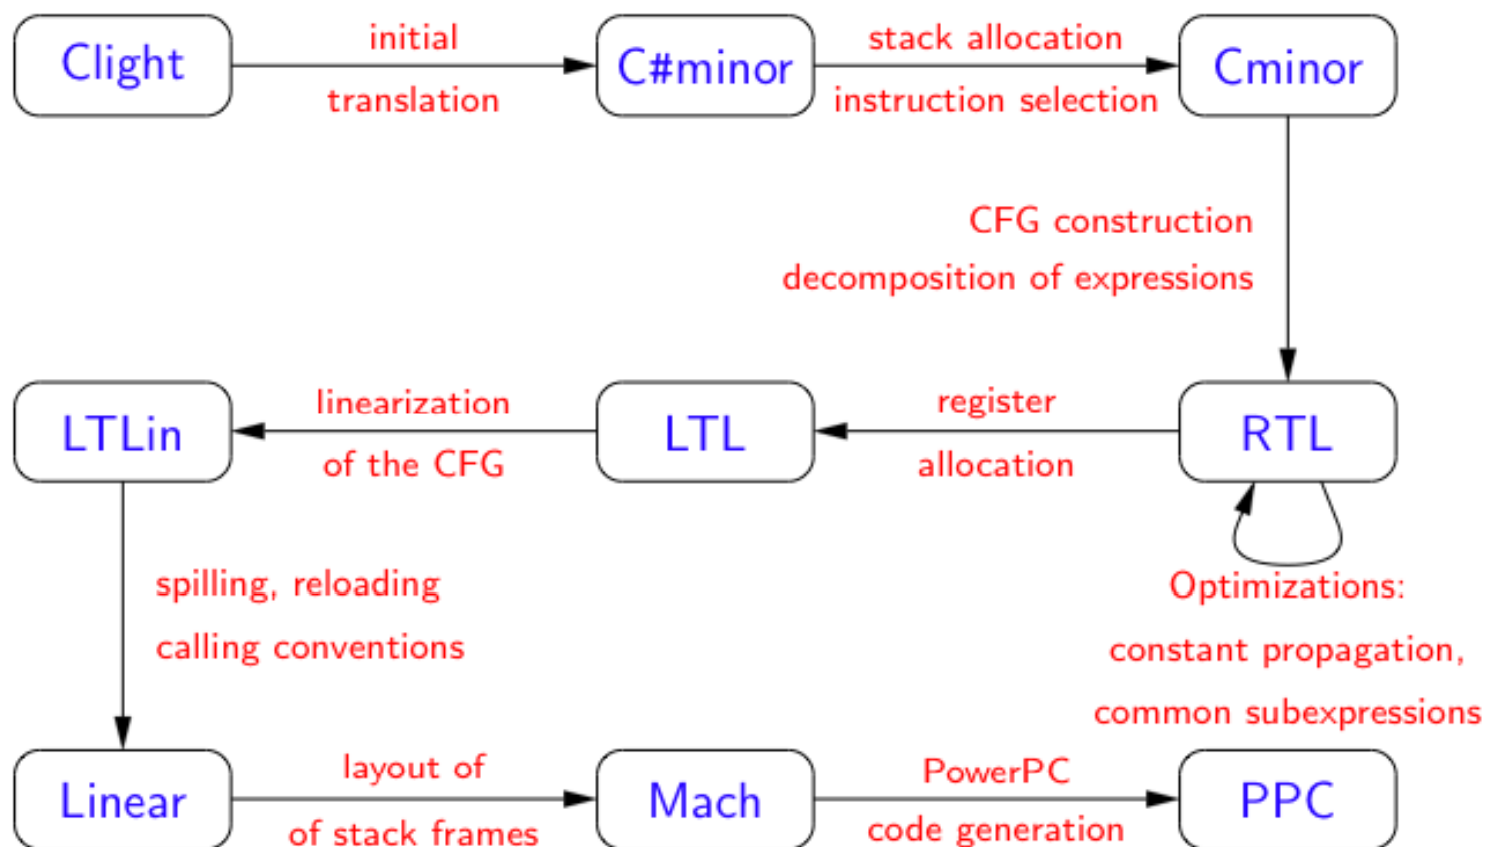 Clight
initial
translation
C#minor
stack allocation
instruction selection
Cminor
CFG construction
decomposition of expressions
LTLin
linearization
of the CFG
LTL
register
allocation
RTL
Optimizations:
constant propagation,
common subexpressions
spilling, reloading
calling conventions
Linear
layout of
of stack frames
Mach
PowerPC
code generation
PPC